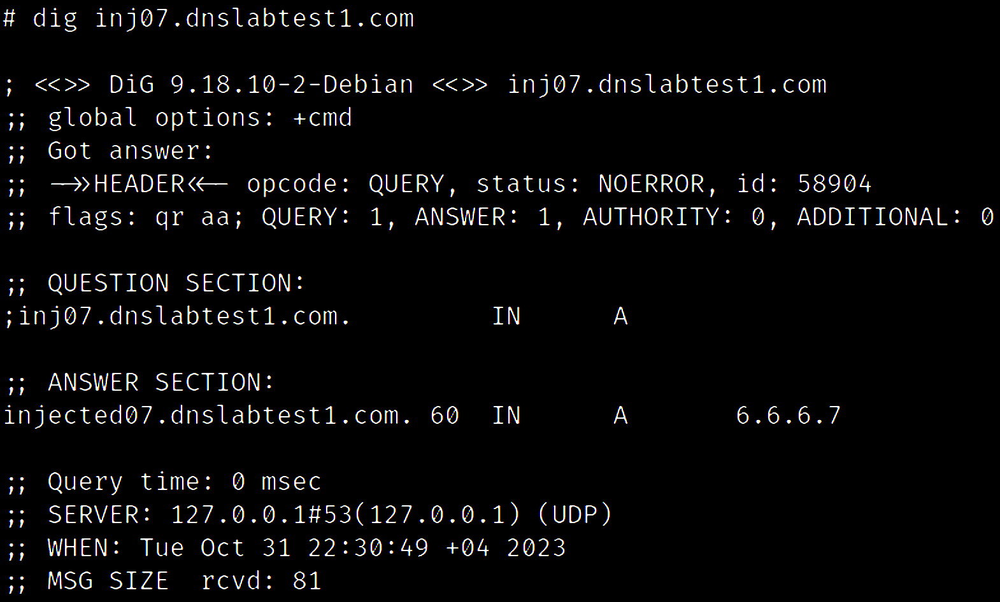 # dig inj07.dnslabtest1.com
; <<>> DiG 9.18.10-2-Debian <<>> inj07.dnslabtest1.com
;; global options: +cmd
;; Got answer:
;; ->>HEADER<<- opcode: QUERY, status: NOERROR, id: 58904
;; flags: qr aa; QUERY: 1, ANSWER: 1, AUTHORITY: 0, ADDITIONAL: 0
;; QUESTION SECTION:
;inj07.dnslabtest1.com. IN A
;; ANSWER SECTION:
injected07.dnslabtest1.com. 60 IN A 6.6.6.7
;; Query time: 0 msec
;; SERVER: 127.0.0.1#53(127.0.0.1) (UDP)
;; WHEN: Tue Oct 31 22:30:49 +04 2023
;; MSG SIZE rcvd: 81